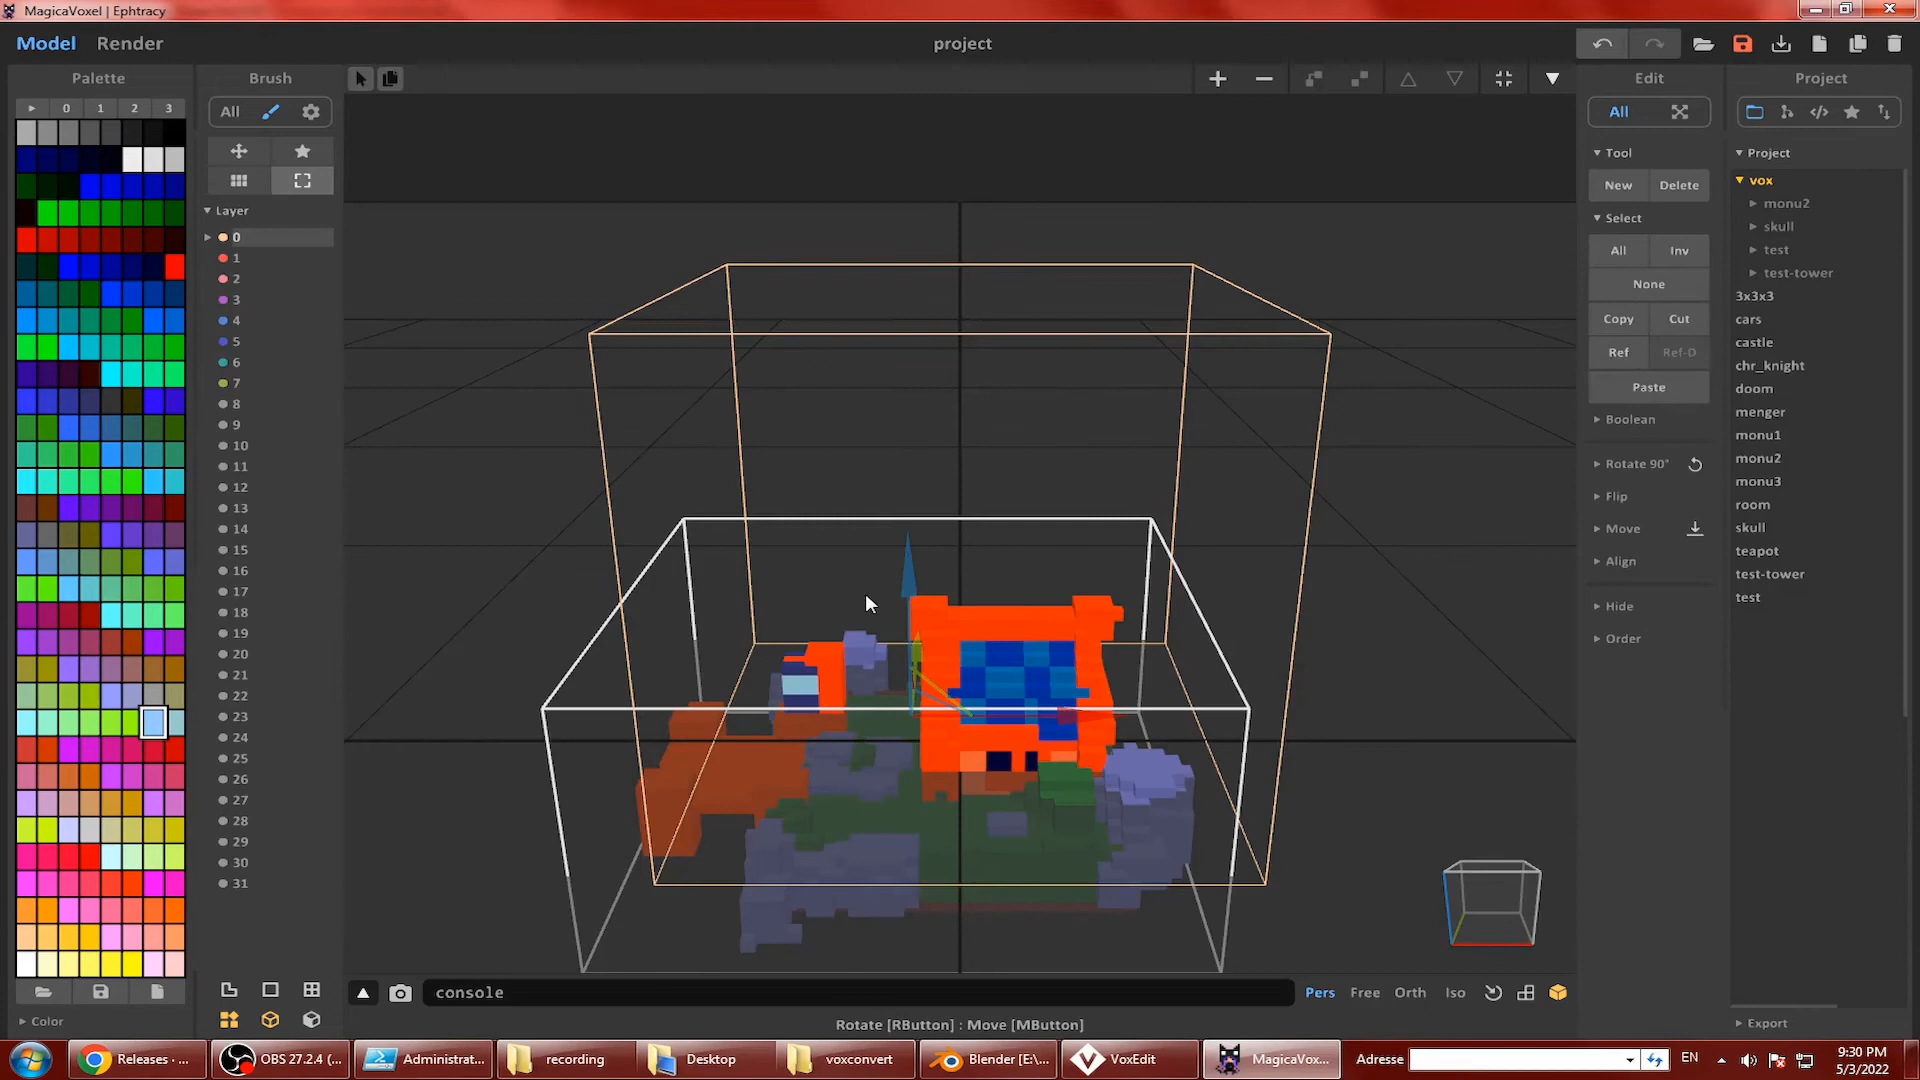 MagicaVoxel | Ephtracy
Model Render
project
Palette
Brush
Edit
Project
0 1 2 3
All
All
Layer
0
1
2
3
4
5
6
7
8
9
10
11
12
13
14
15
16
17
18
19
20
21
22
23
24
25
26
27
28
29
30
31
Color
Tool
New Delete
Select
All Inv
None
Copy Cut
Ref Ref-D
Paste
Boolean
Rotate 90°
Flip
Move
Align
Hide
Order
Project
vox
monu2
skull
test
test-tower
3x3x3
cars
castle
chr_knight
doom
menger
monu1
monu2
monu3
room
skull
teapot
test-tower
test
Export
console
Pers Free Orth Iso
Rotate [RButton] : Move [MButton]
Releases - ...
OBS 27.2.4 (...
Administrat...
recording
Desktop
voxconvert
Blender [E:\...
VoxEdit
MagicaVox...
Adresse
EN
9:30 PM
5/3/2022